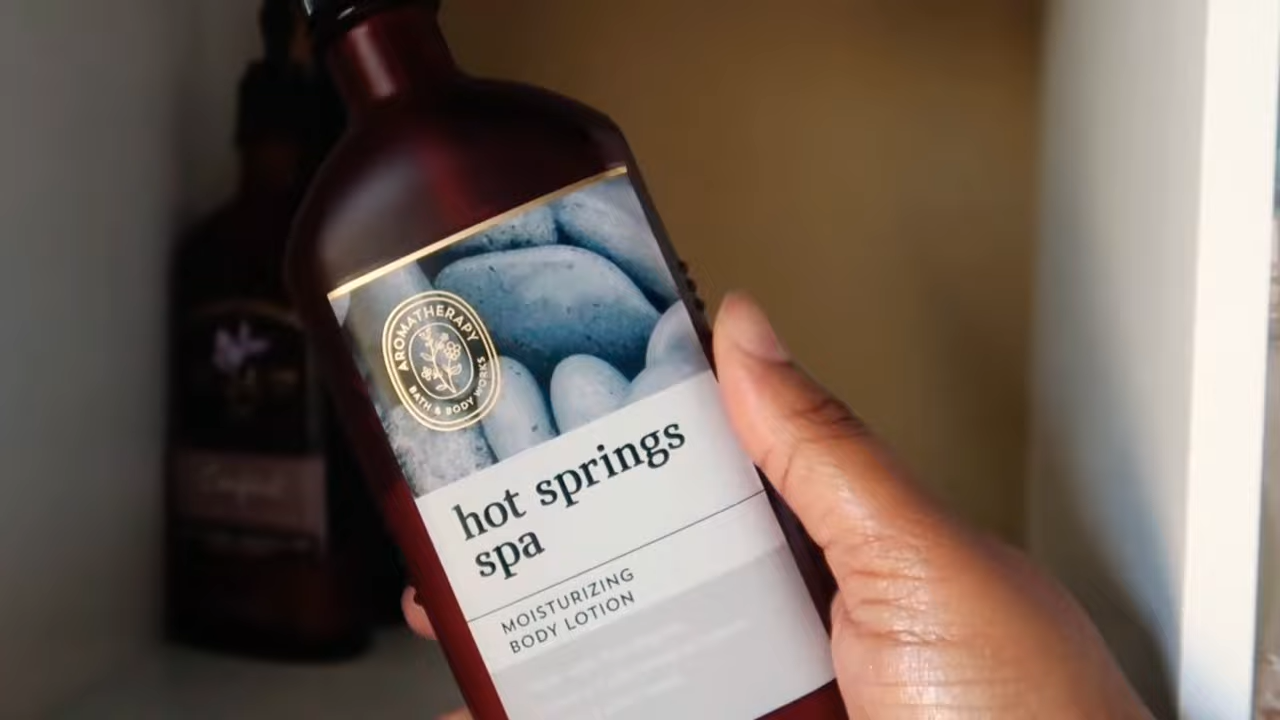 AROMATHERAPY
BATH & BODY WORKS
hot springs
spa
MOISTURIZING
BODY LOTION